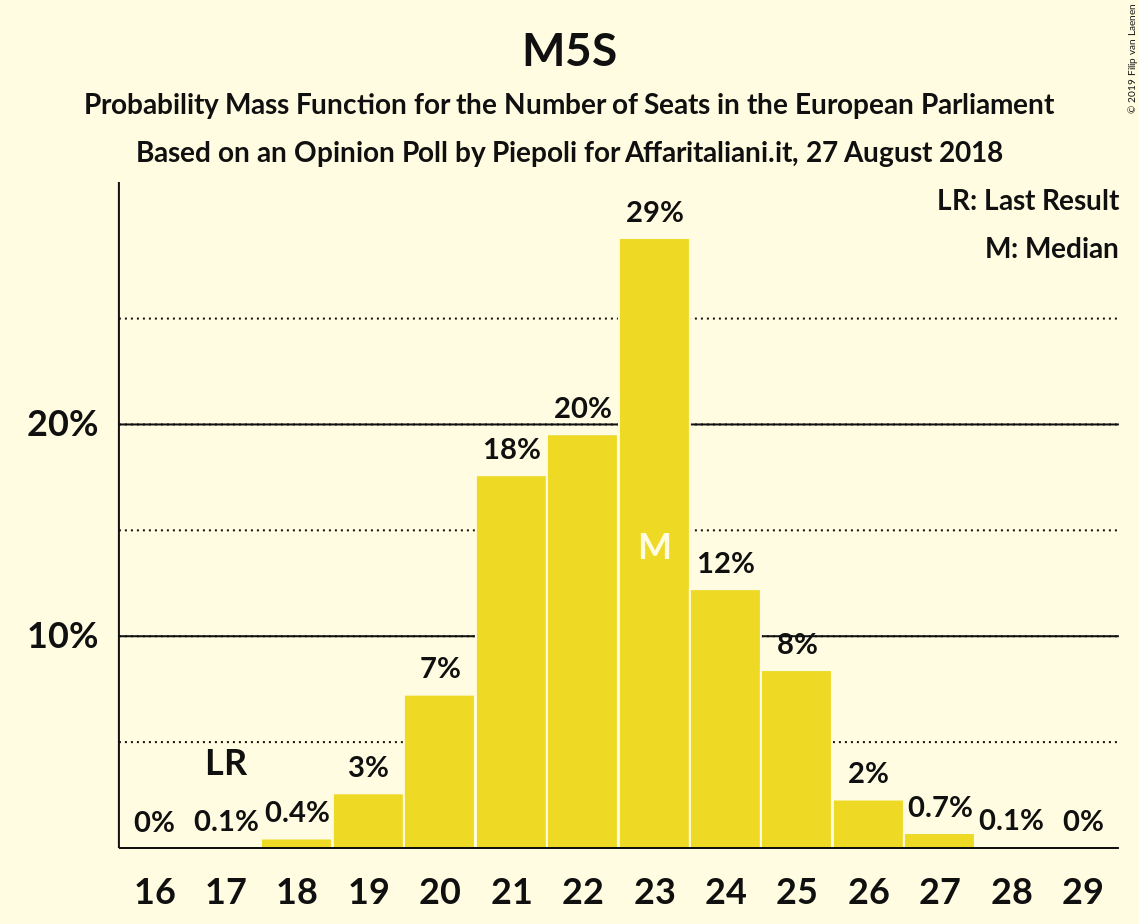 M5S
Probability Mass Function for the Number of Seats in the European Parliament
Based on an Opinion Poll by Piepoli for Affaritaliani.it, 27 August 2018
© 2019 Filip van Laenen
LR: Last Result
M: Median
20%
10%
0%
0.1%
LR
0.4%
3%
7%
18%
20%
29%
M
12%
8%
2%
0.7%
0.1%
0%
16 17 18 19 20 21 22 23 24 25 26 27 28 29